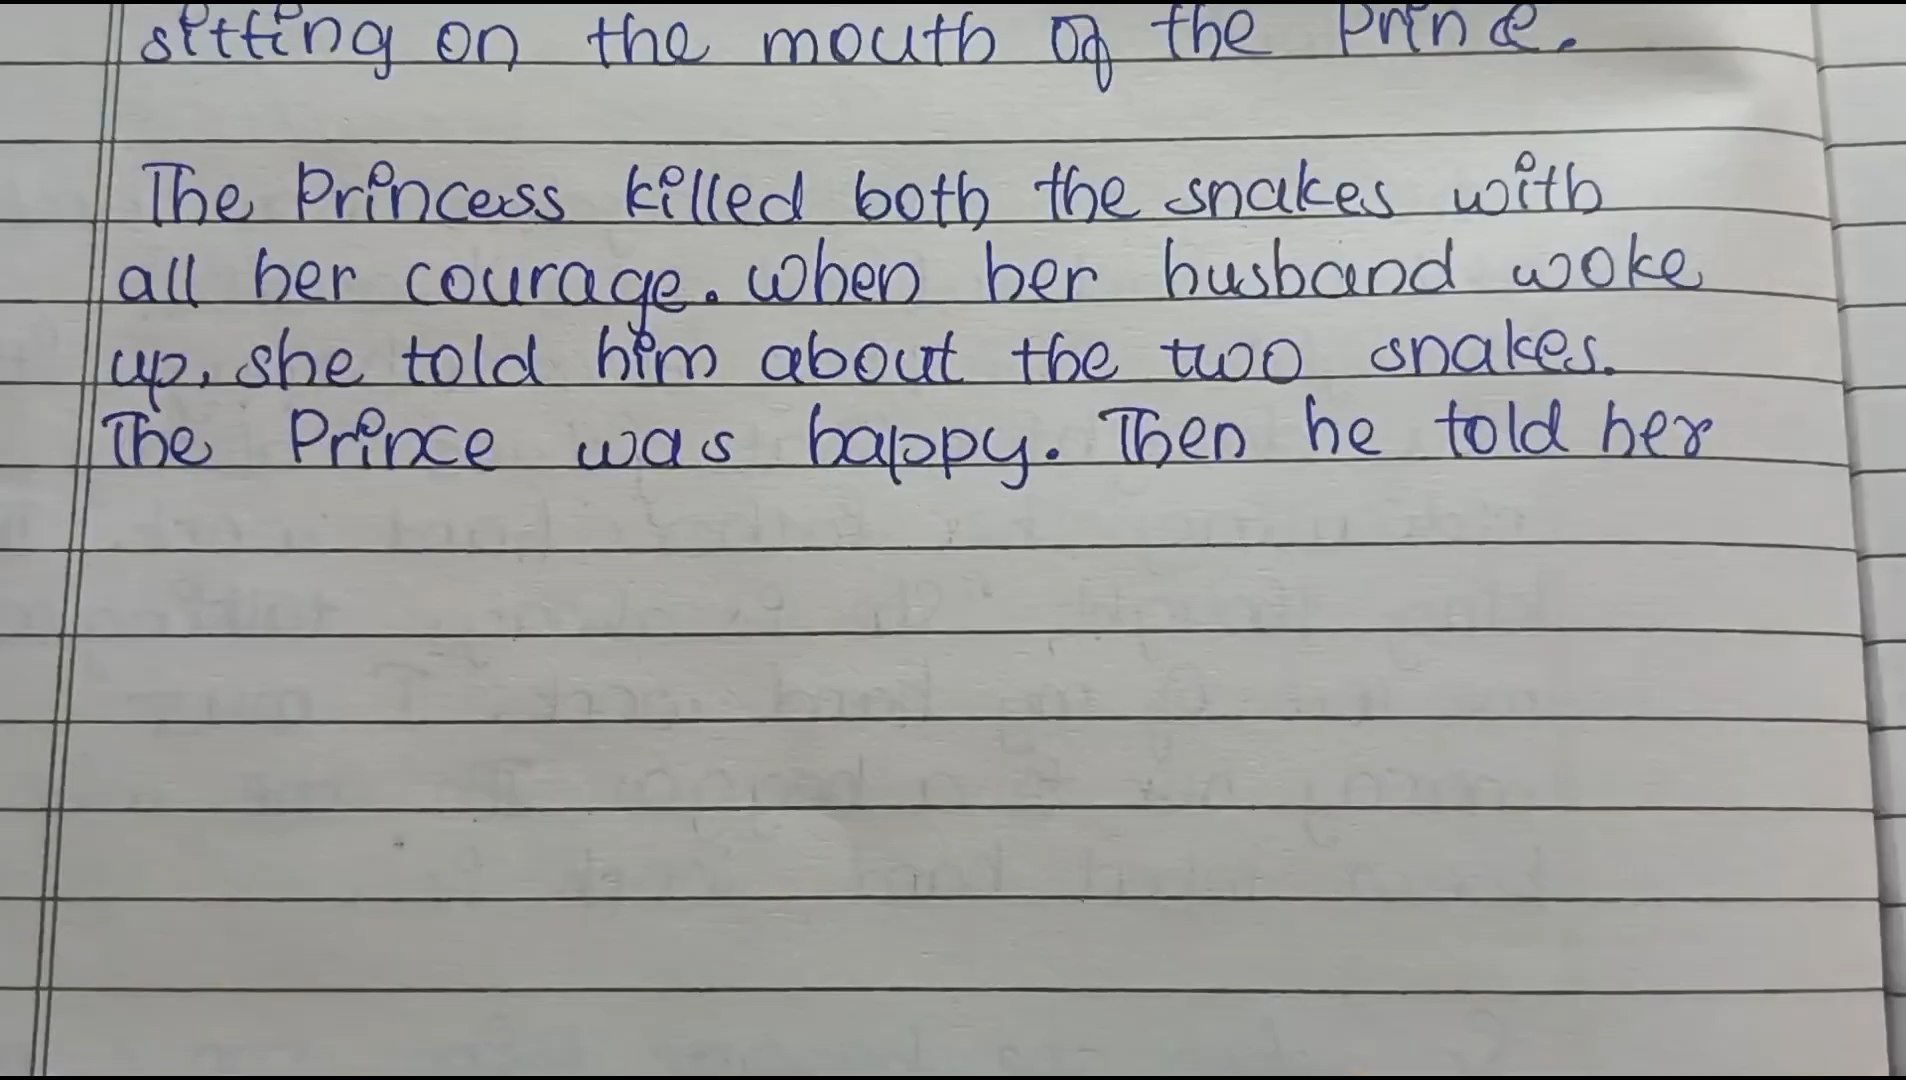 sitting on the mouth of the Prince.
The Princess killed both the snakes with
all her courage. When her husband woke
up, she told him about the two snakes.
The Prince was happy. Then he told her